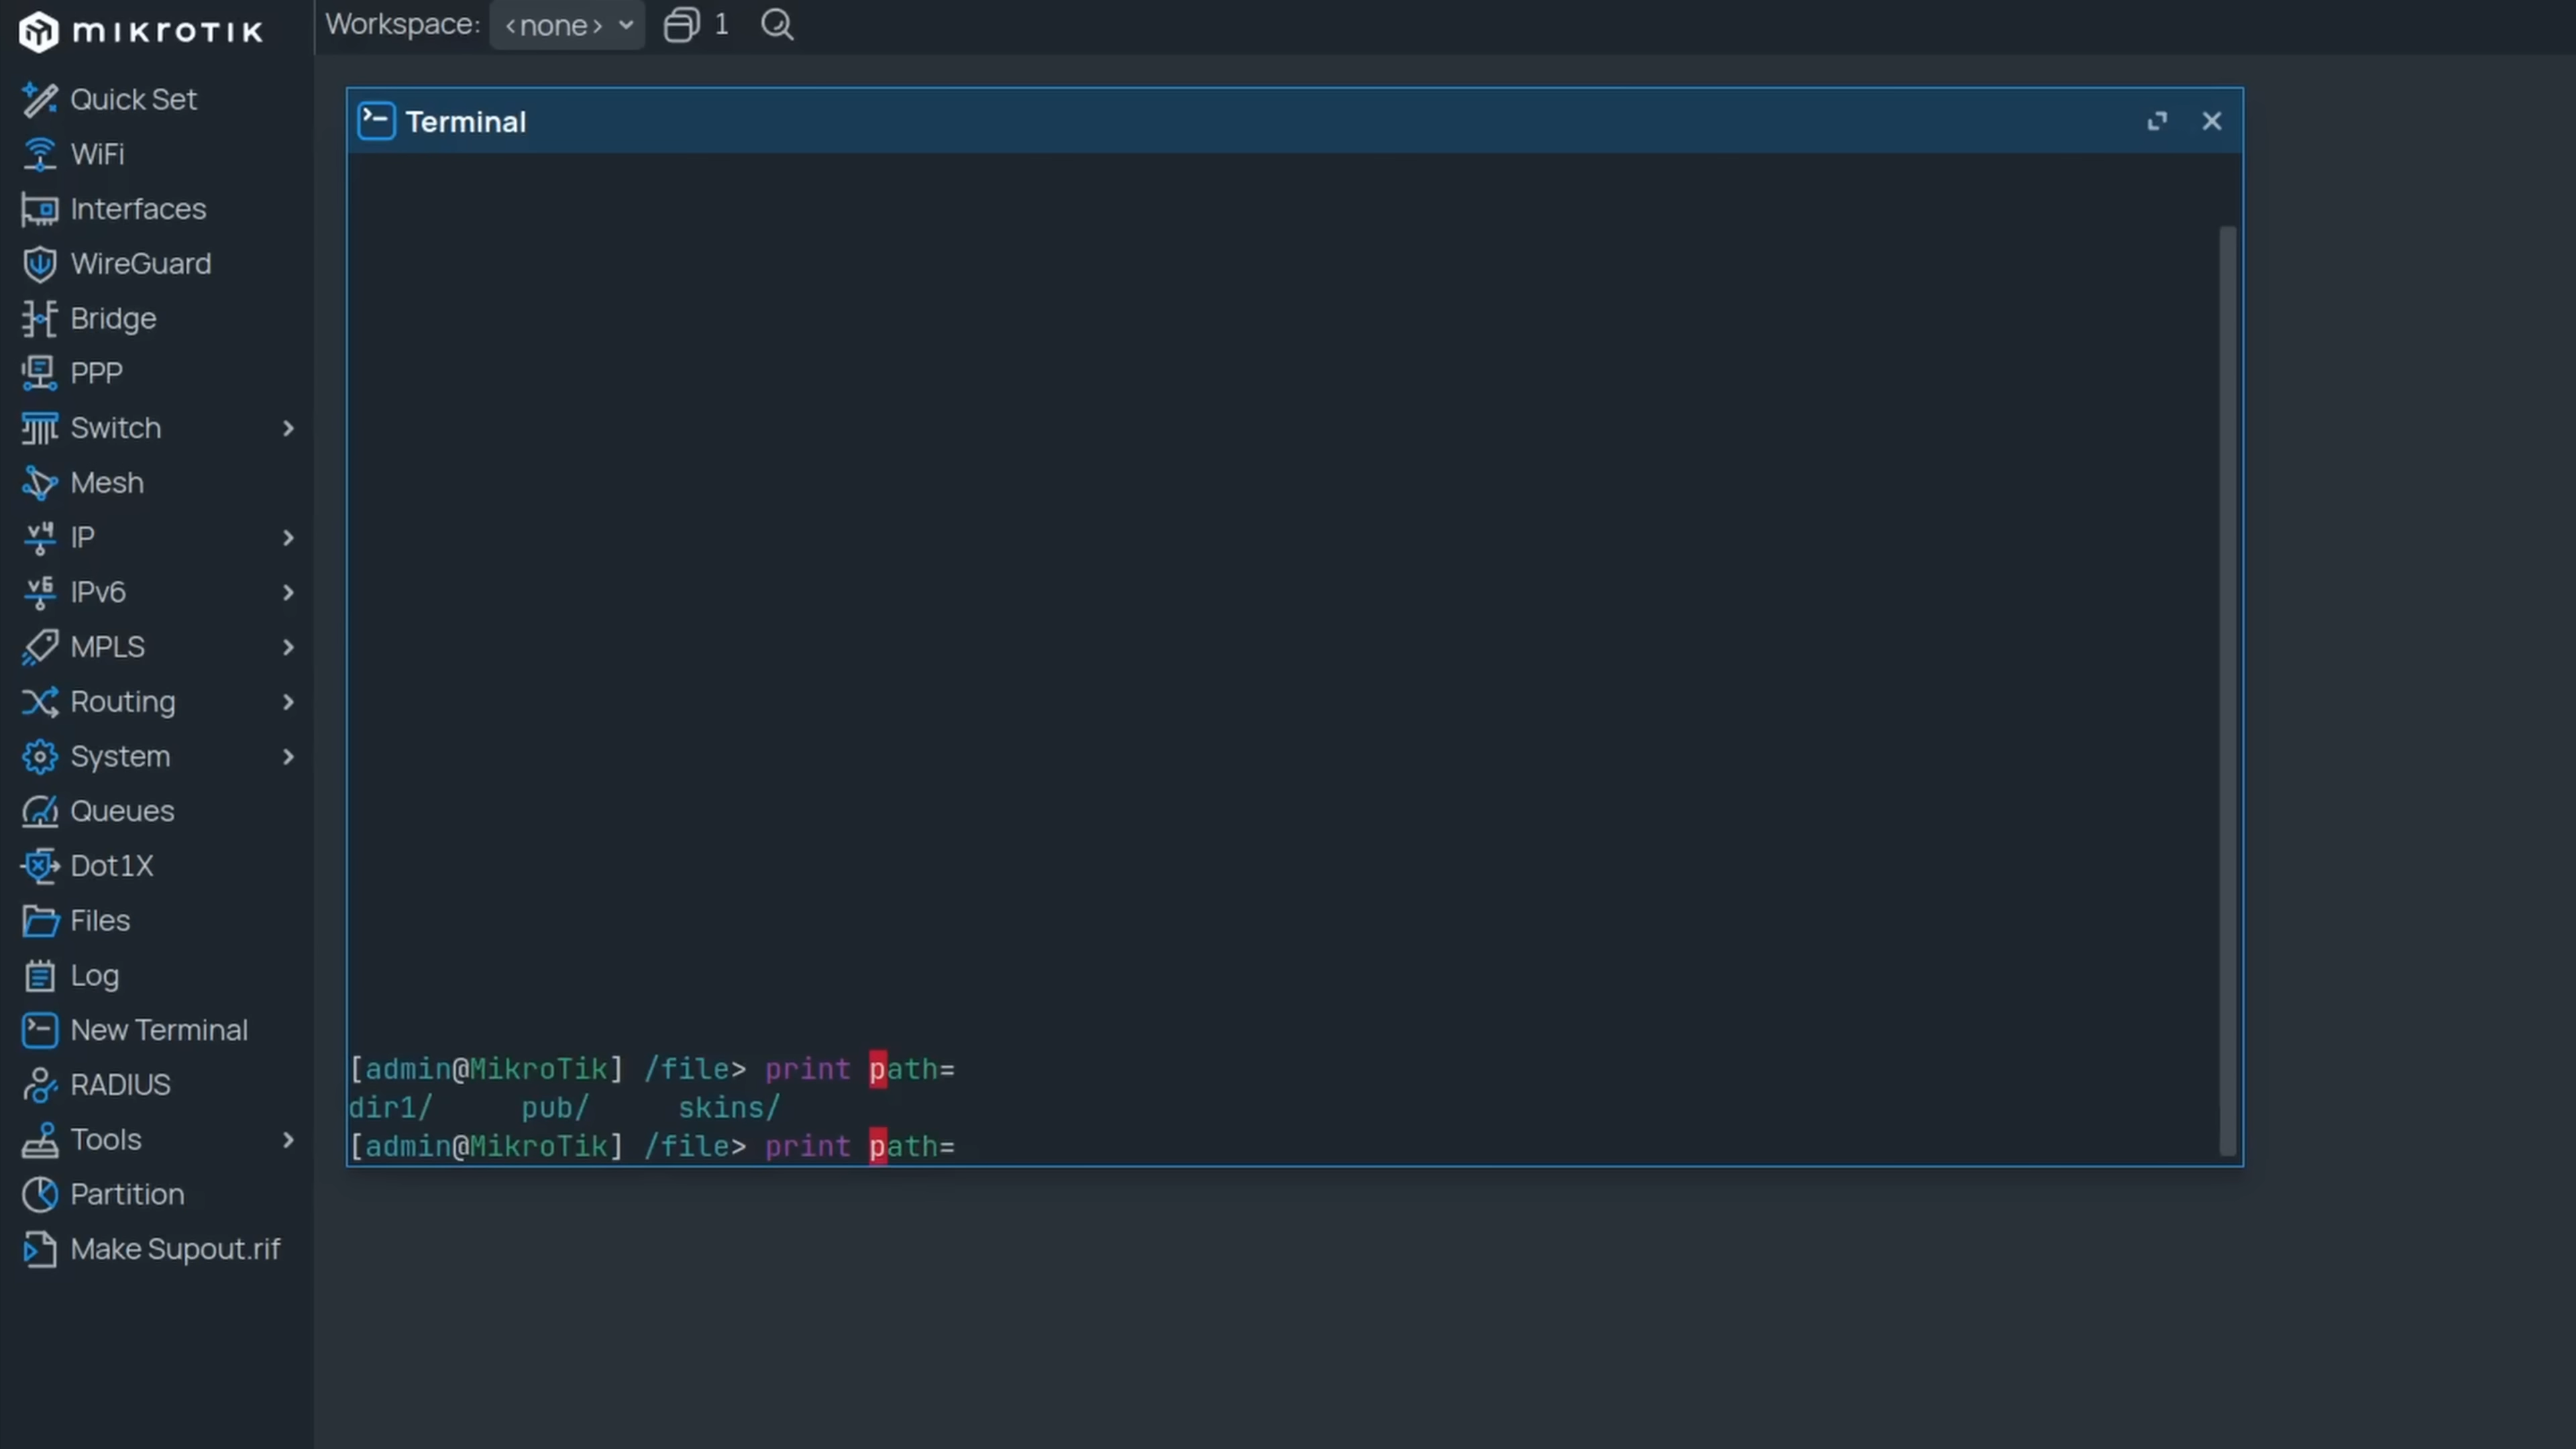 mikrotik
Workspace: <none> 1
Quick Set
WiFi
Interfaces
WireGuard
Bridge
PPP
Switch
Mesh
v4 IP
v6 IPv6
MPLS
Routing
System
Queues
Dot1X
Files
Log
New Terminal
RADIUS
Tools
Partition
Make Supout.rif
Terminal
[admin@MikroTik] /file> print path=
dir1/ pub/ skins/
[admin@MikroTik] /file> print path=